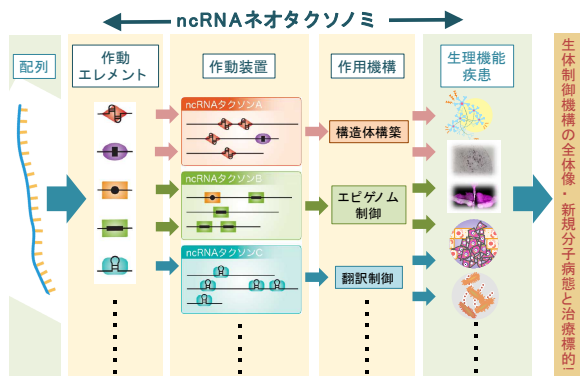 ncRNAネオタクソノミ
配列
作動
エレメント
作動装置
作用機構
生理機能
疾患
ncRNAタクソンA
ncRNAタクソンB
ncRNAタクソンC
構造体構築
エピゲノム
制御
翻訳制御
生体制御機構の全体像・新規分子病態と治療標的